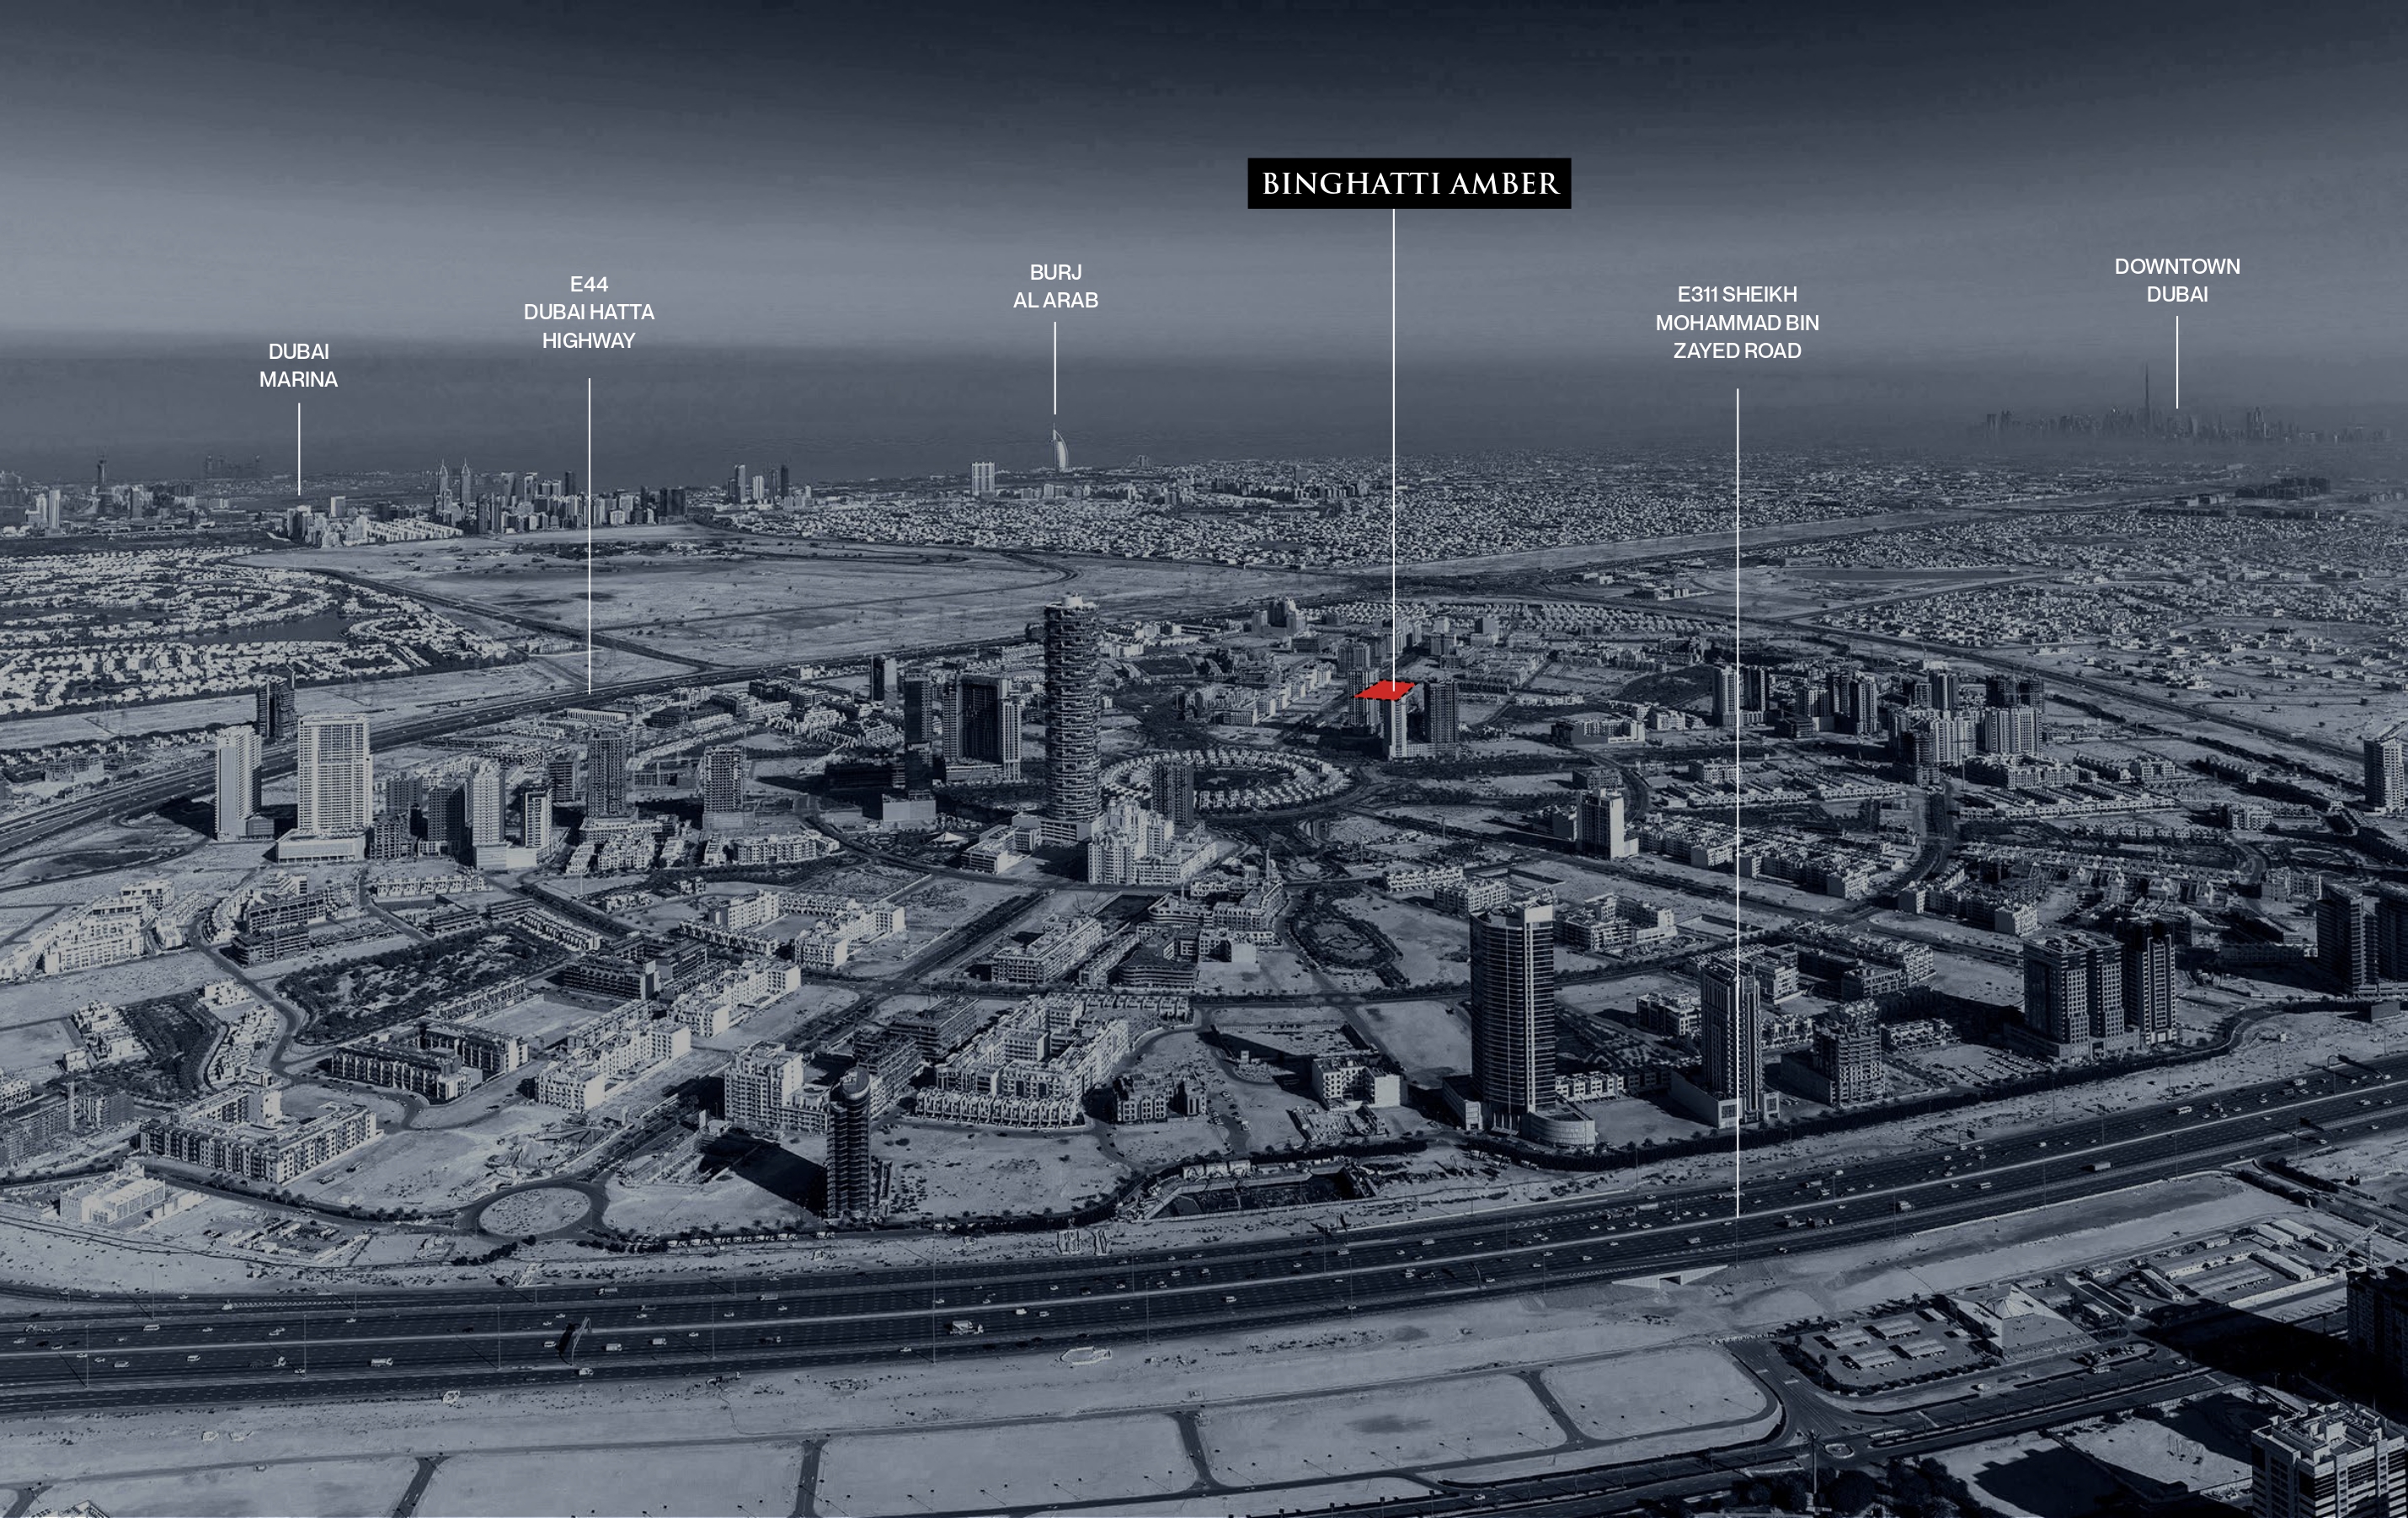 BINGHATTI AMBER
DUBAI
MARINA
E44
DUBAI HATTA
HIGHWAY
BURJ
AL ARAB
E311 SHEIKH
MOHAMMAD BIN
ZAYED ROAD
DOWNTOWN
DUBAI